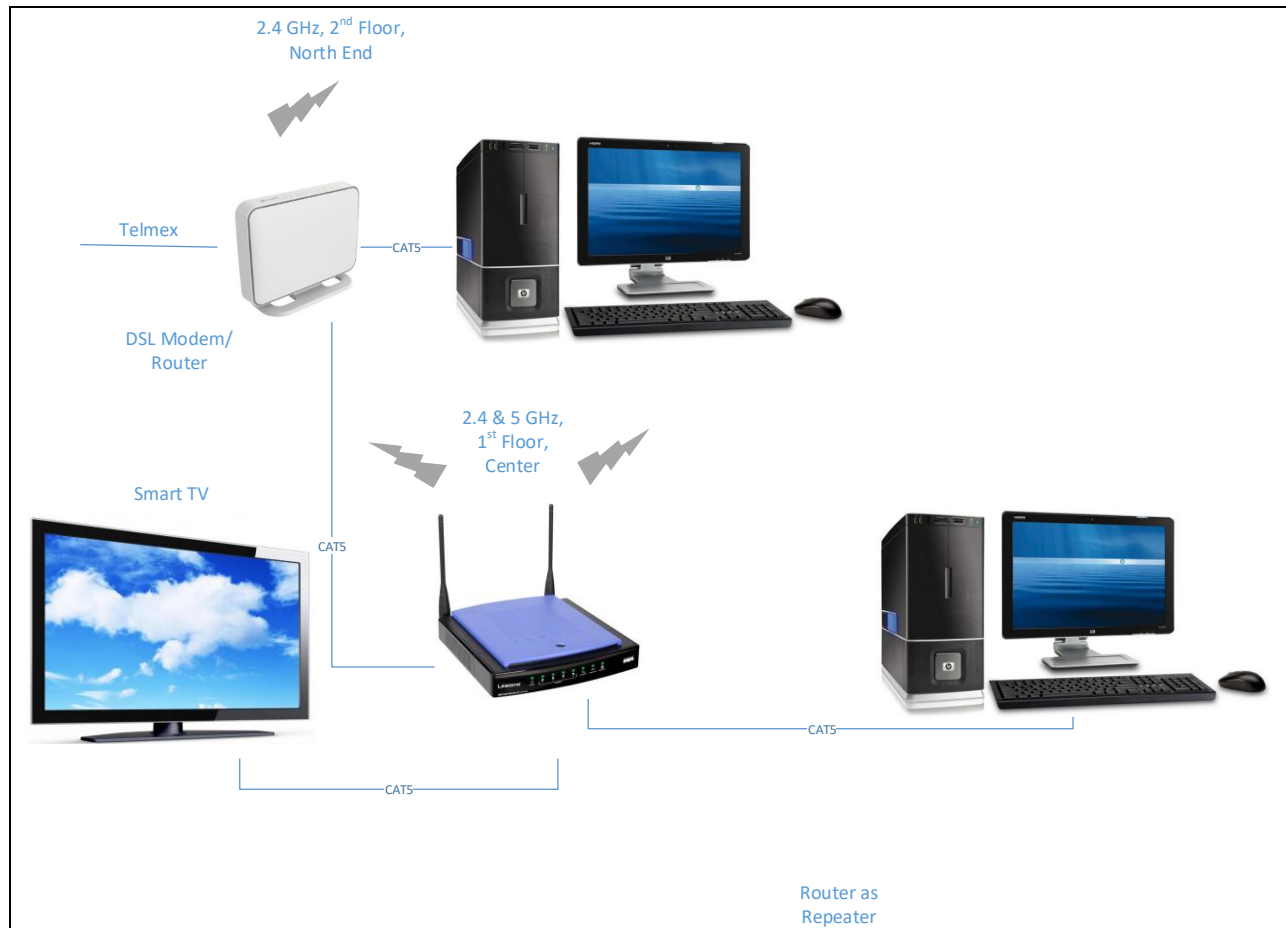 2.4 GHz, 2nd Floor,
North End
Telmex
CAT5
DSL Modem/
Router
2.4 & 5 GHz,
1st Floor,
Center
Smart TV
CAT5
CAT5
CAT5
Router as
Repeater